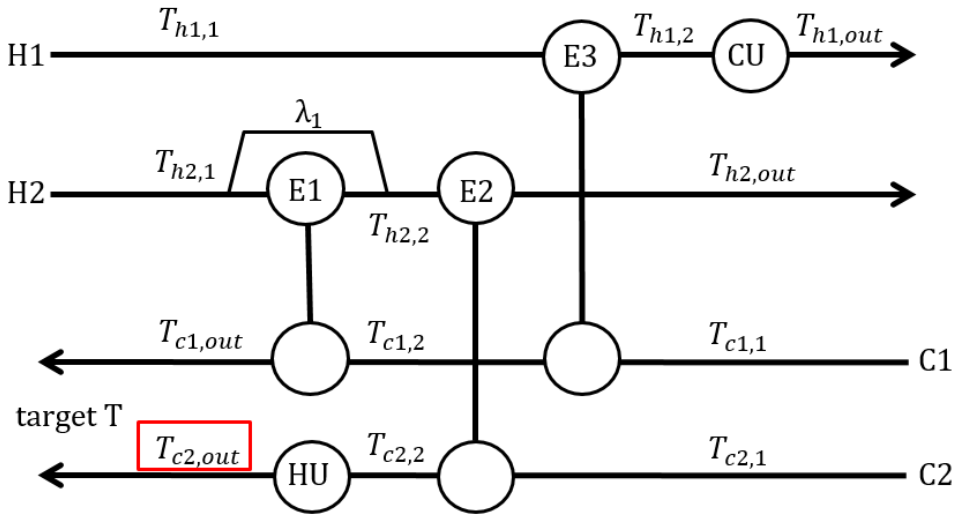 T_{h1,1} T_{h1,2} T_{h1,out}
H1 E3 CU
λ_1
T_{h2,1} T_{h2,out}
H2 E1 E2
T_{h2,2}
T_{c1,out} T_{c1,2} T_{c1,1}
C1
target T
T_{c2,out} T_{c2,2} T_{c2,1}
HU C2